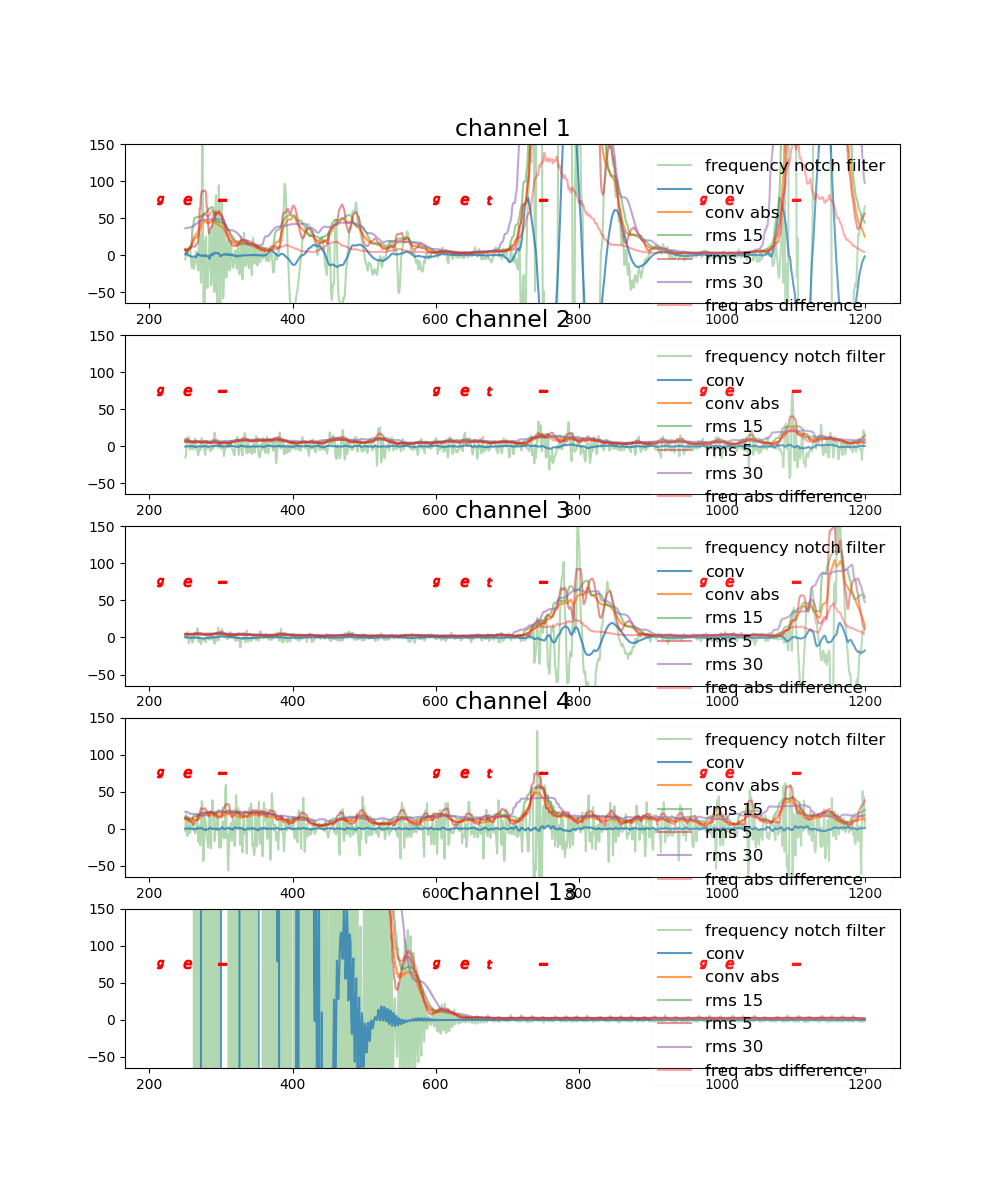 channel 1
150
100
50
0
−50
g e – g e t – g e –
frequency notch filter
conv
conv abs
rms 15
rms 5
rms 30
freq abs difference
200 400 600 800 1000 1200
channel 2
150
100
50
0
−50
g e – g e t – g e –
frequency notch filter
conv
conv abs
rms 15
rms 5
rms 30
freq abs difference
200 400 600 800 1000 1200
channel 3
150
100
50
0
−50
g e – g e t – g e –
frequency notch filter
conv
conv abs
rms 15
rms 5
rms 30
freq abs difference
200 400 600 800 1000 1200
channel 4
150
100
50
0
−50
g e – g e t – g e –
frequency notch filter
conv
conv abs
rms 15
rms 5
rms 30
freq abs difference
200 400 600 800 1000 1200
channel 13
150
100
50
0
−50
g e – g e t – g e –
frequency notch filter
conv
conv abs
rms 15
rms 5
rms 30
freq abs difference
200 400 600 800 1000 1200